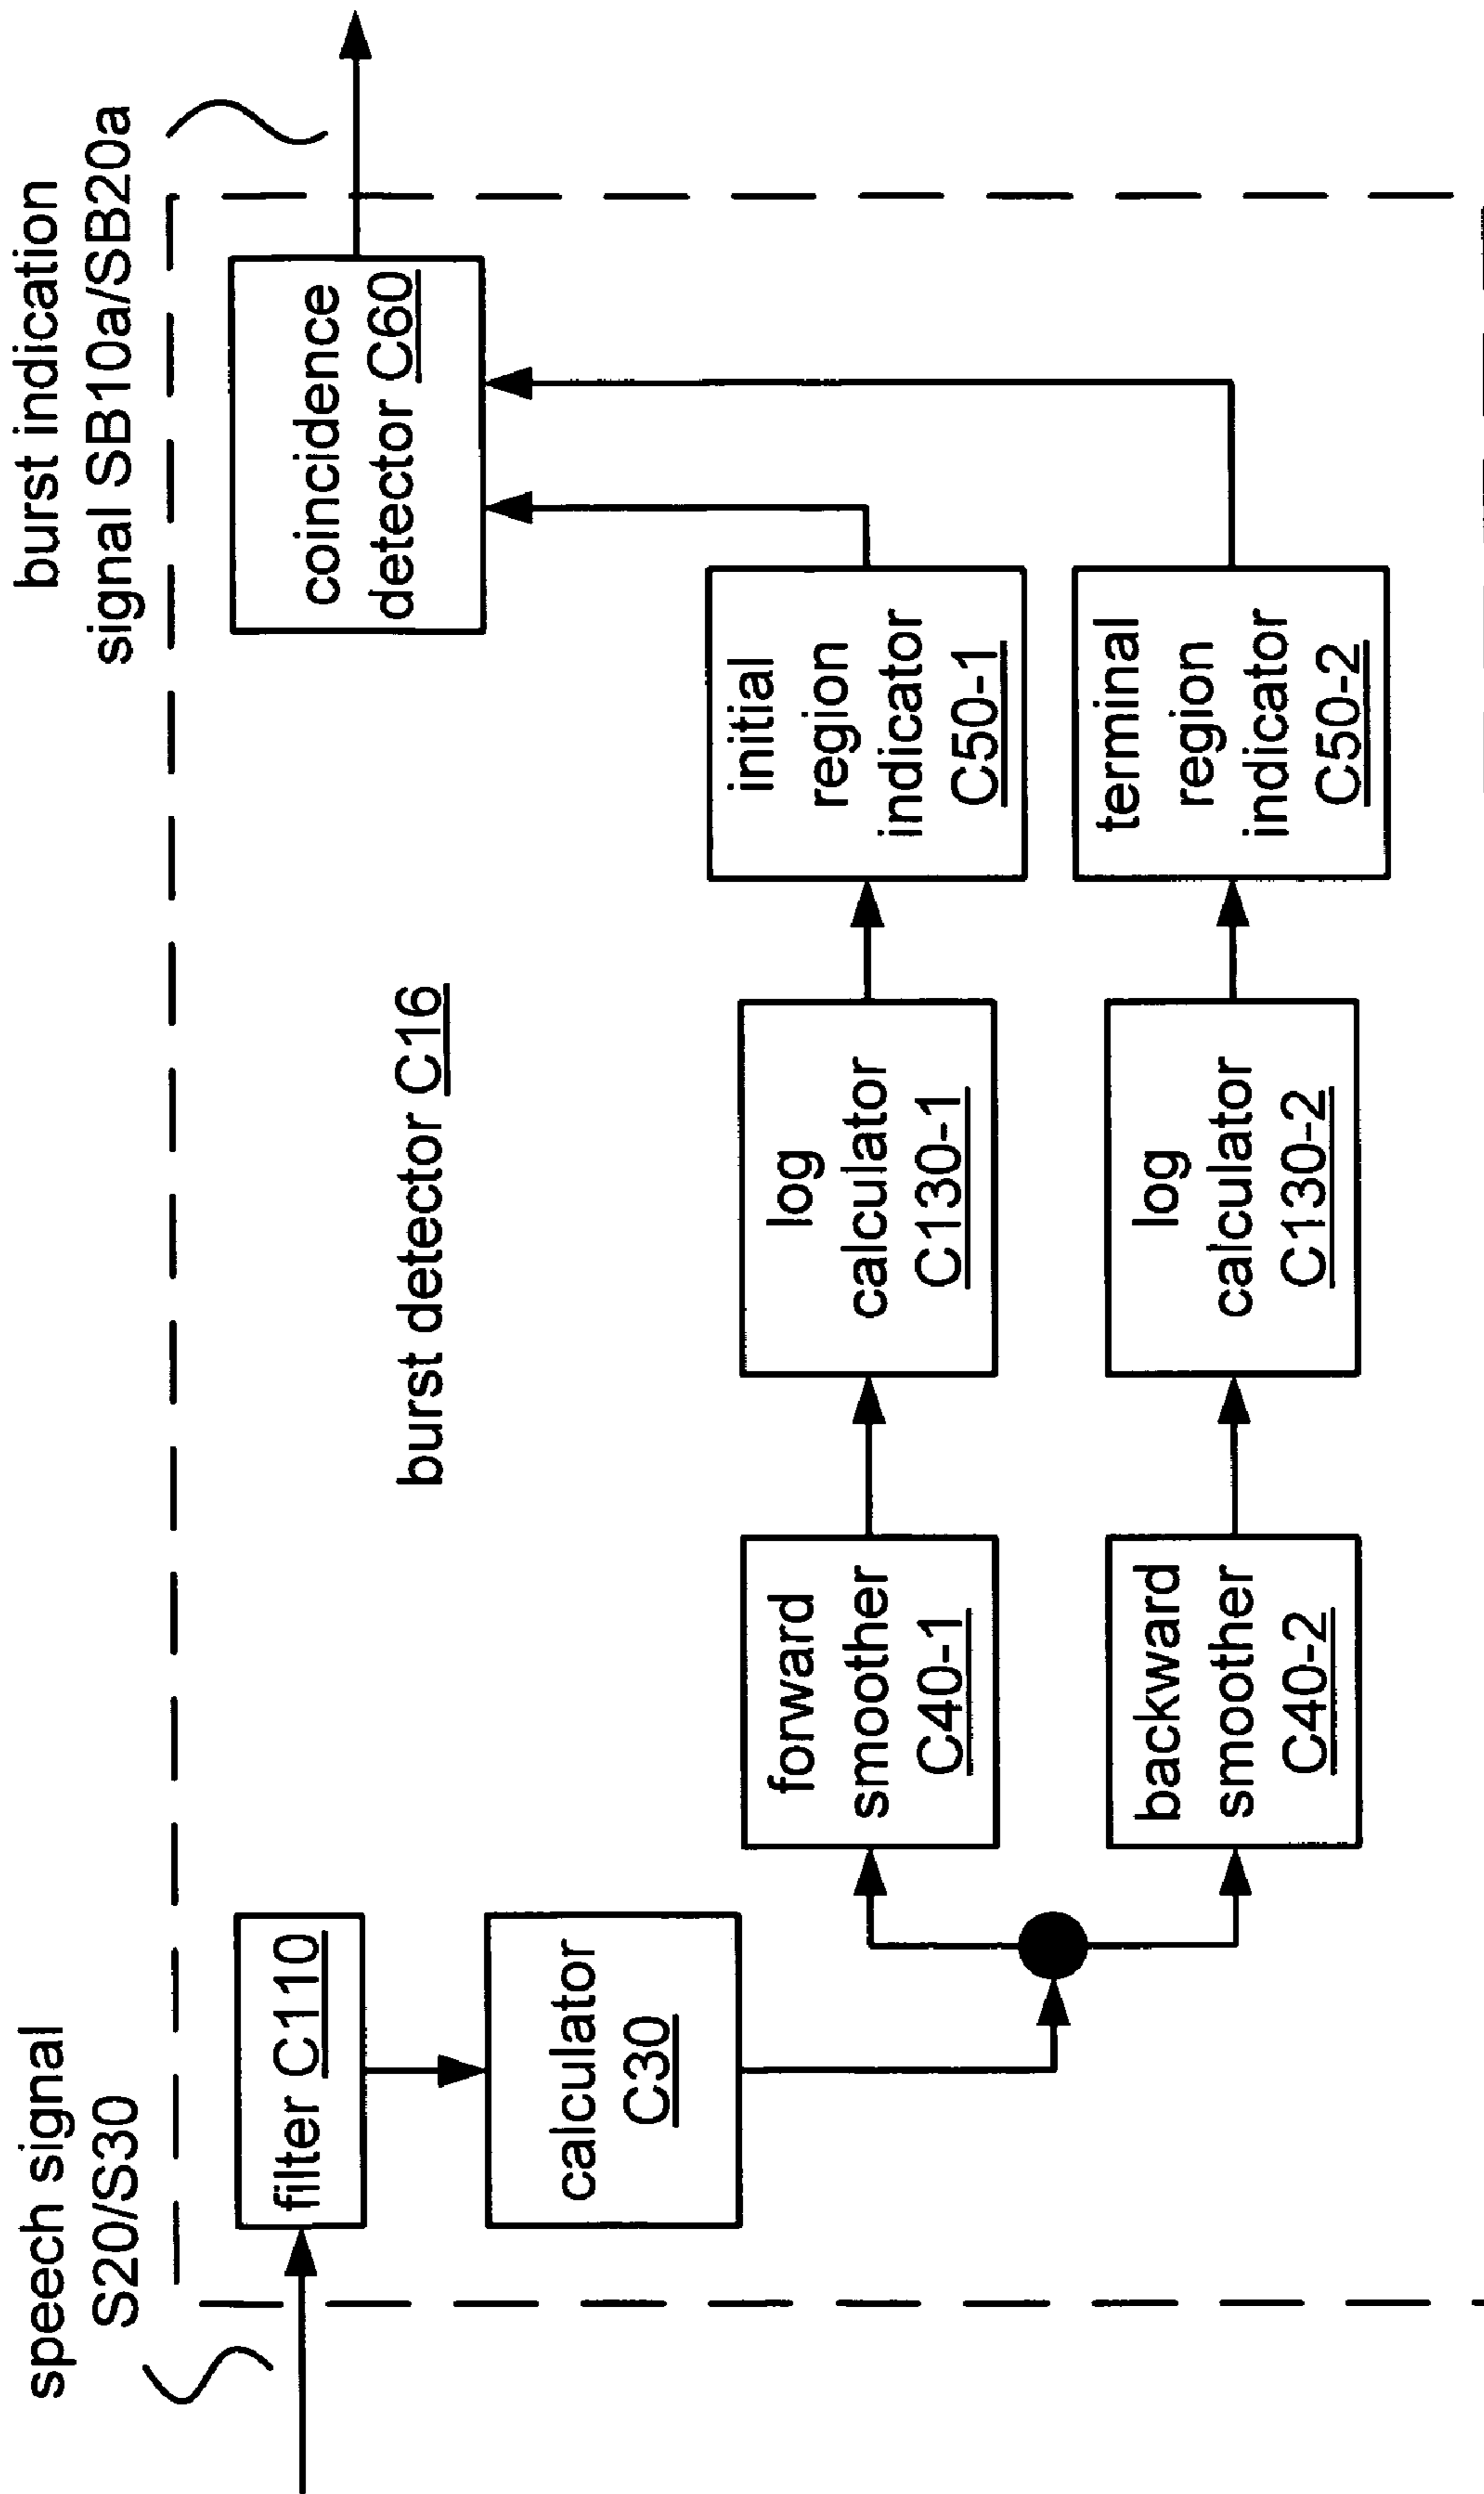 speech signal
S20/S30
burst indication
signal SB10a/SB20a
filter C110
calculator
C30
burst detector C16
coincidence
detector C60
forward
smoother
C40-1
log
calculator
C130-1
initial
region
indicator
C50-1
backward
smoother
C40-2
log
calculator
C130-2
terminal
region
indicator
C50-2